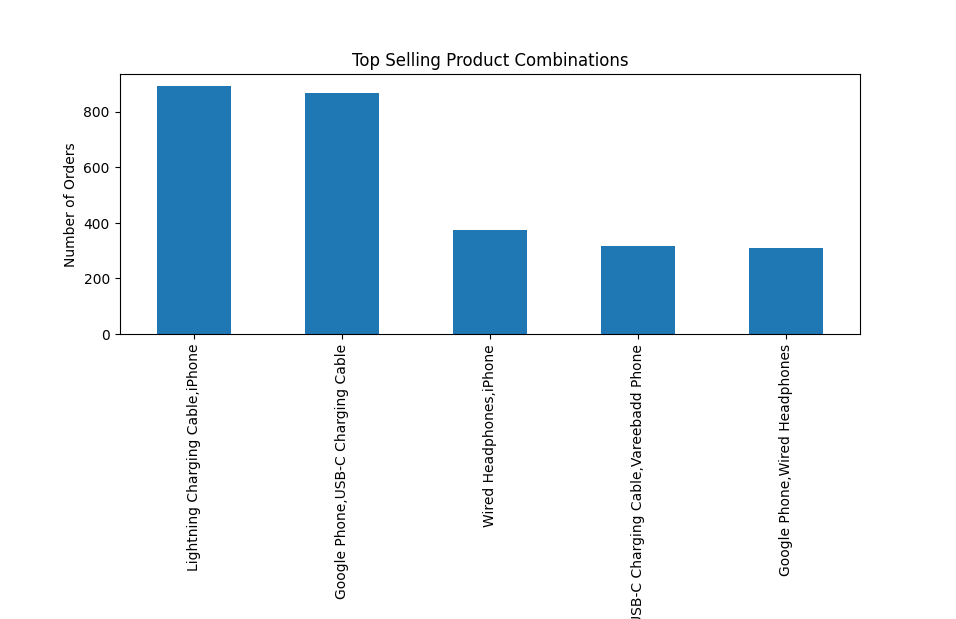 Top Selling Product Combinations
Number of Orders
800
600
400
200
0
Lightning Charging Cable,iPhone
Google Phone,USB-C Charging Cable
Wired Headphones,iPhone
JSB-C Charging Cable,Vareebadd Phone
Google Phone,Wired Headphones